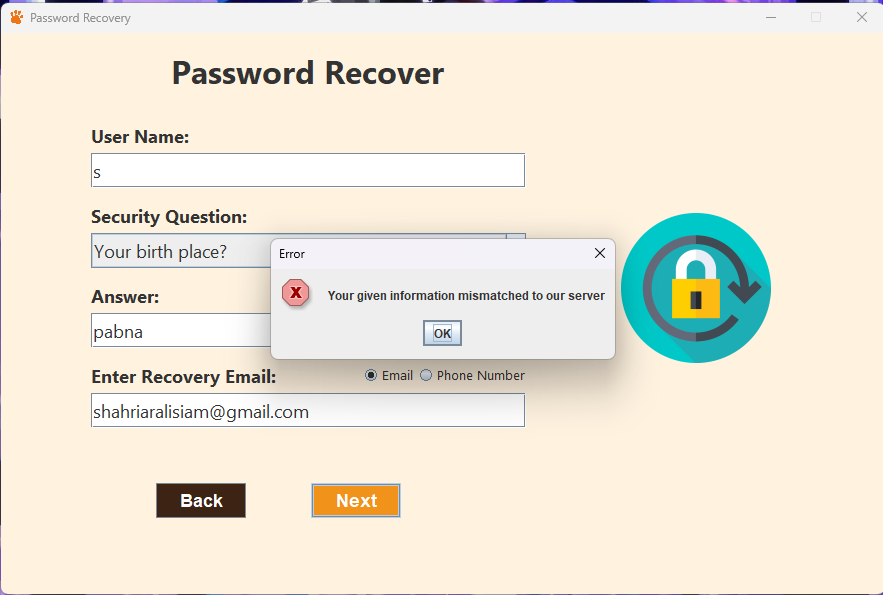 Password Recovery
Password Recover
User Name:
s
Security Question:
Your birth place?
Error
Your given information mismatched to our server
OK
Answer:
pabna
Enter Recovery Email:
Email
Phone Number
shahriaralisiam@gmail.com
Back
Next